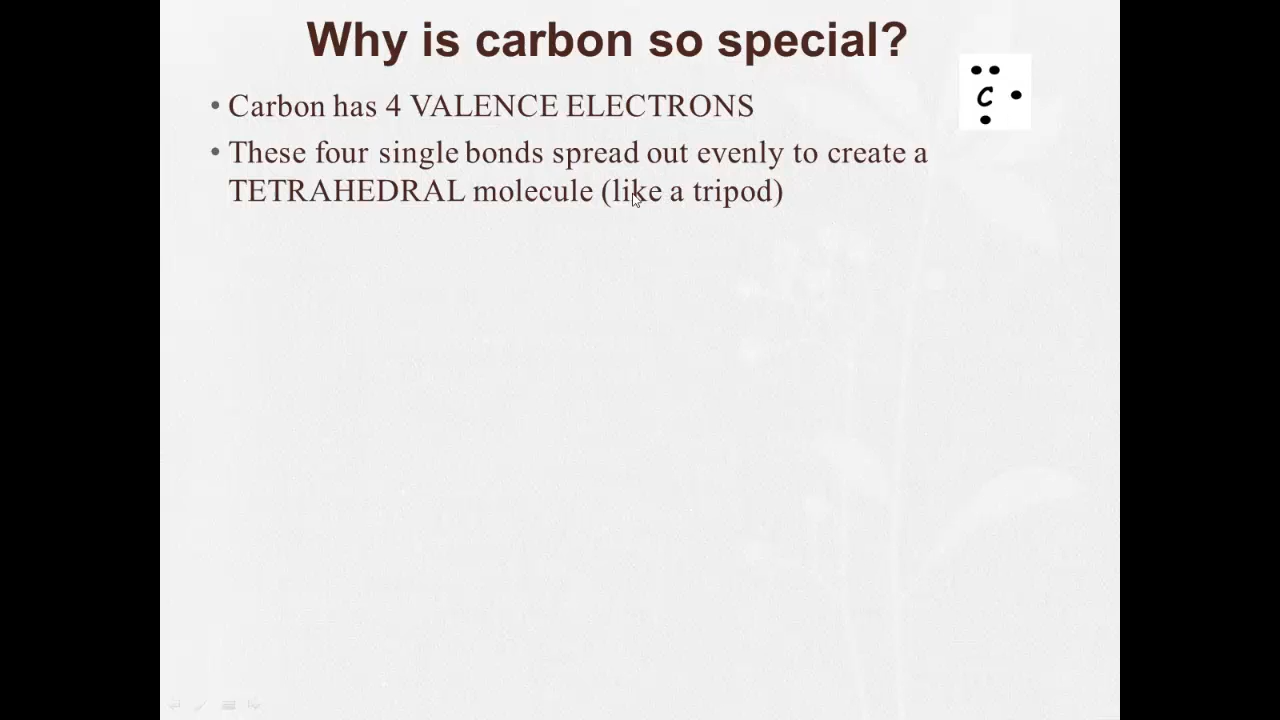 Why is carbon so special?
C
• Carbon has 4 VALENCE ELECTRONS
• These four single bonds spread out evenly to create a
TETRAHEDRAL molecule (like a tripod)